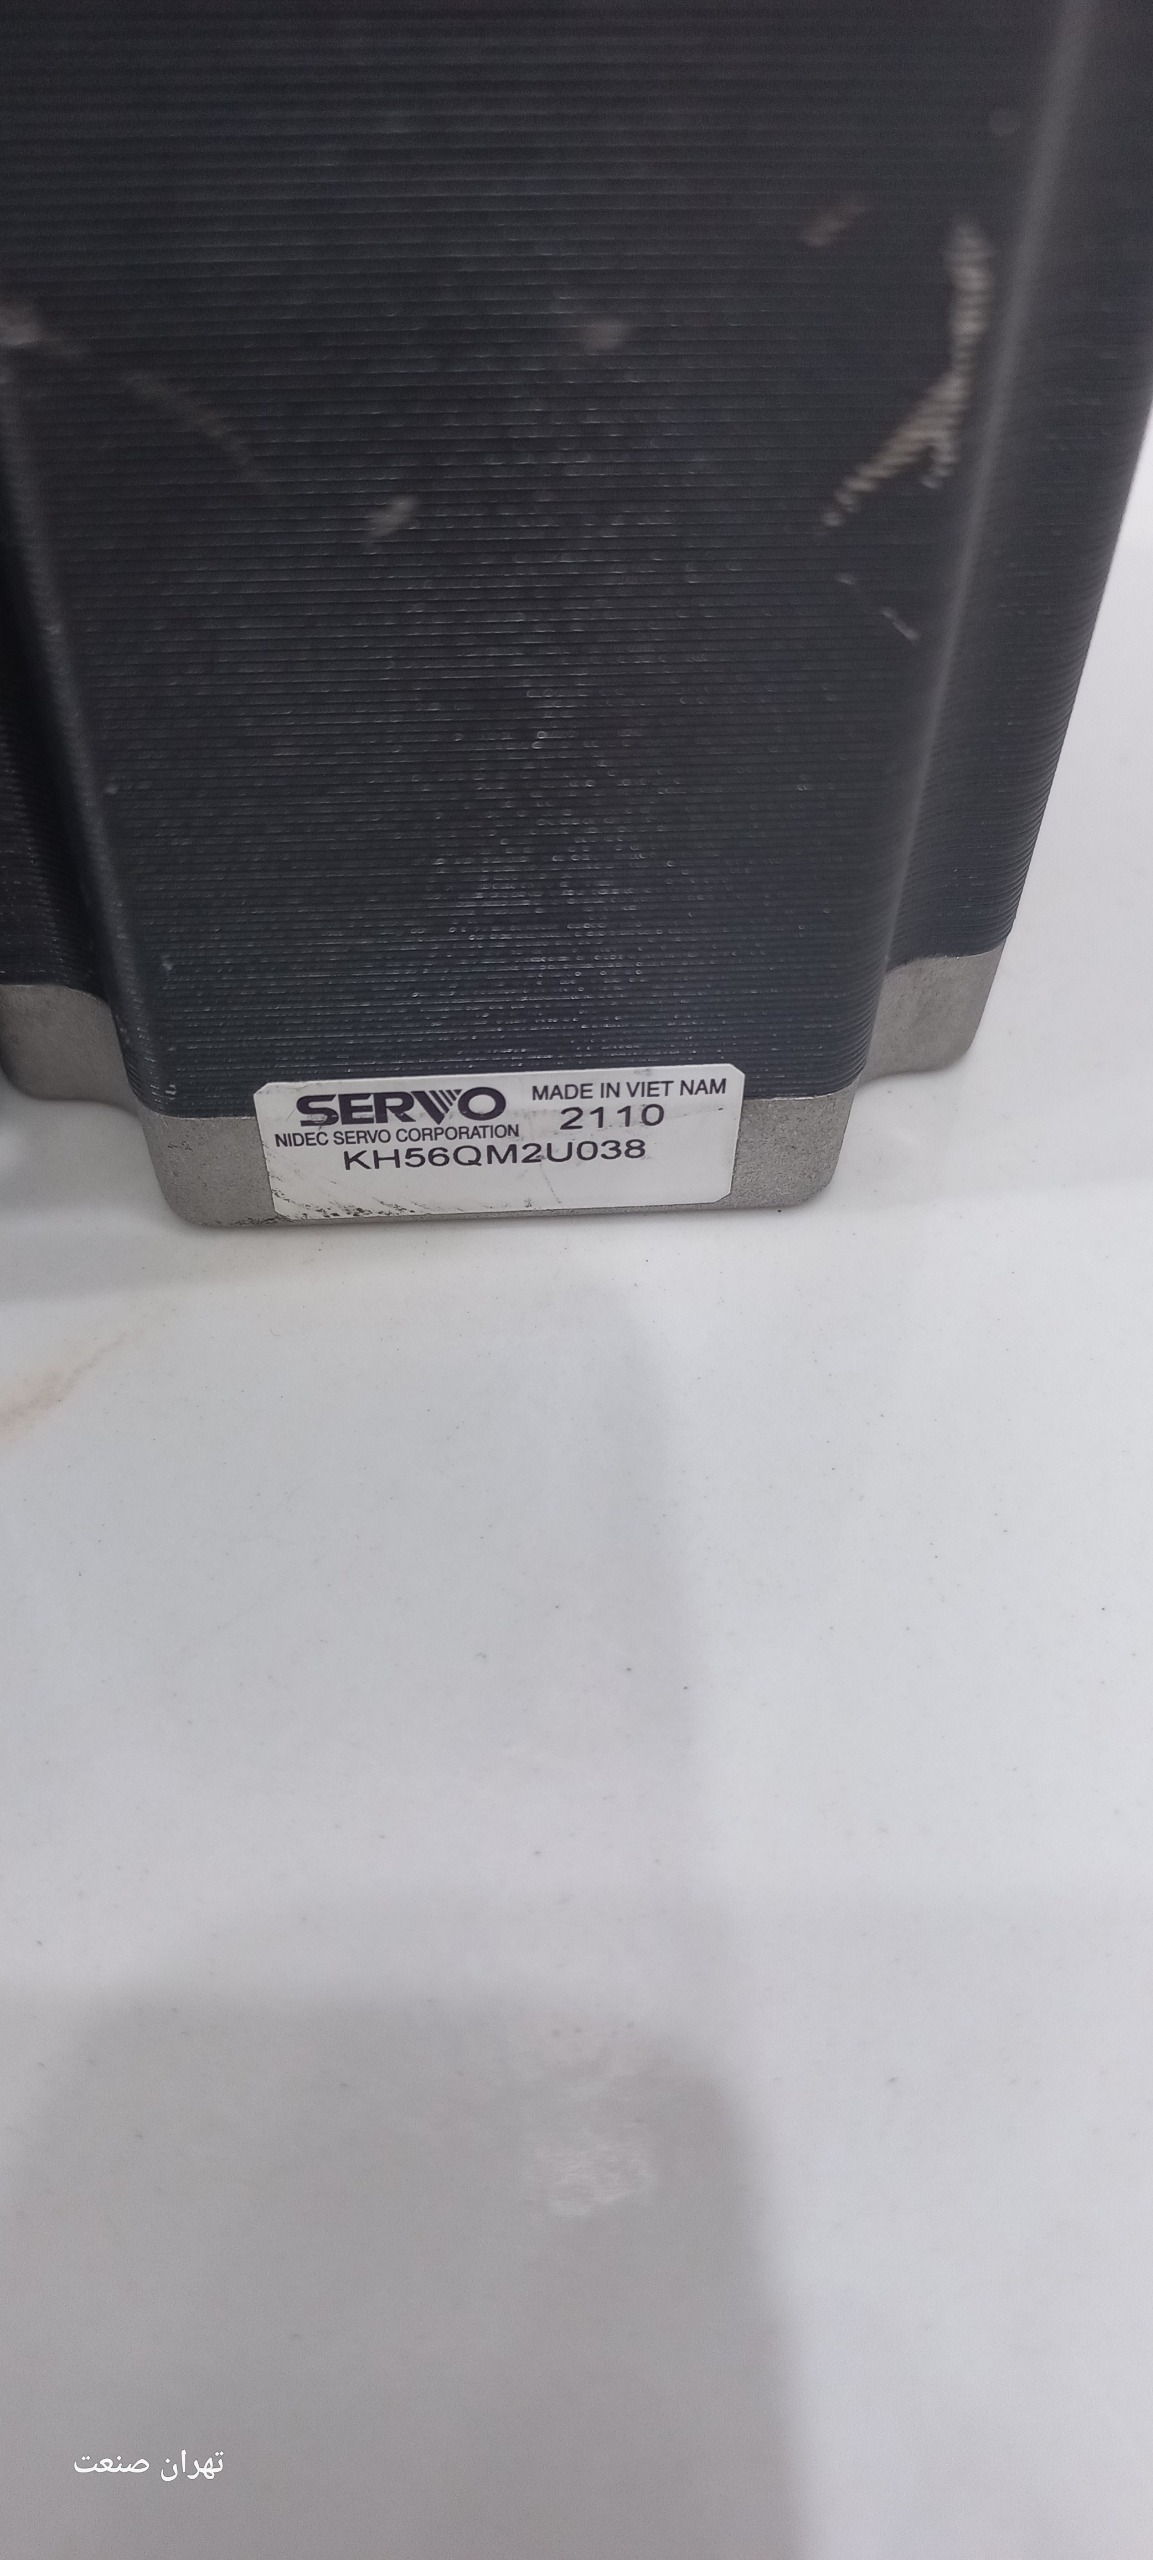 SERVO MADE IN VIET NAM
NIDEC SERVO CORPORATION 2110
KH56QM2U038
تهران صنعت